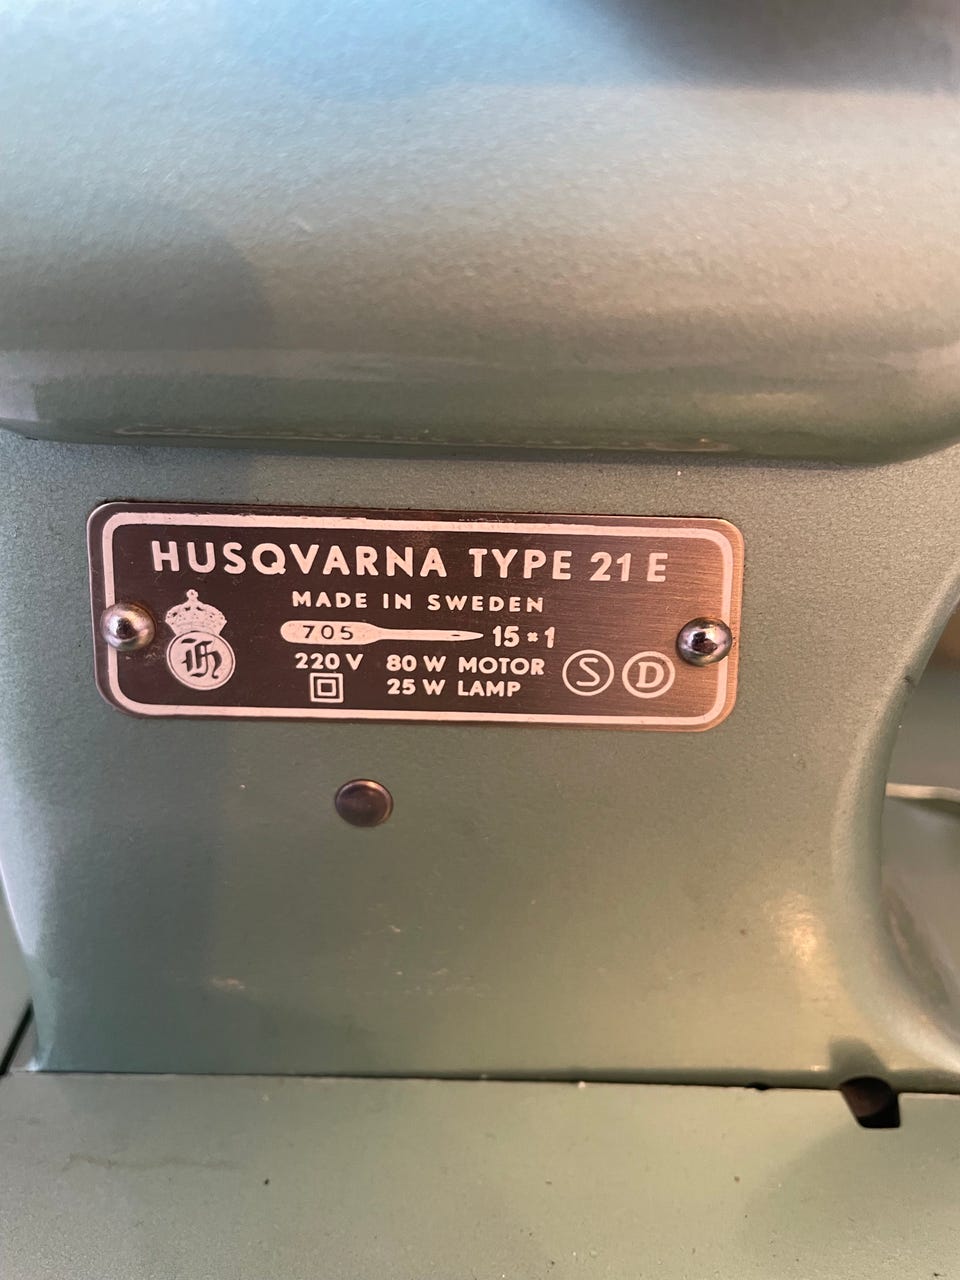 HUSQVARNA TYPE 21 E
MADE IN SWEDEN
705 15*1
220 V 80 W MOTOR
25 W LAMP
S D
H